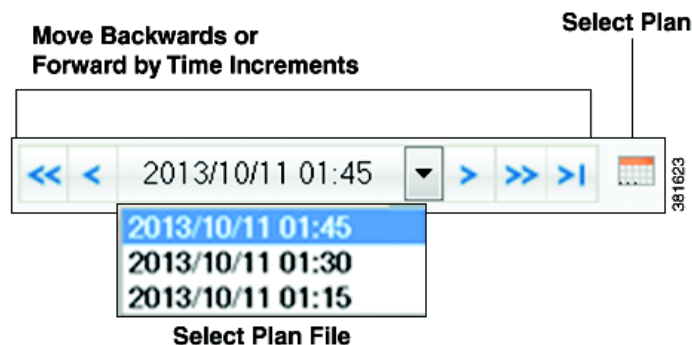 Select Plan
Move Backwards or
Forward by Time Increments
<< < 2013/10/11 01:45 > >> >|
381623
2013/10/11 01:45
2013/10/11 01:30
2013/10/11 01:15
Select Plan File